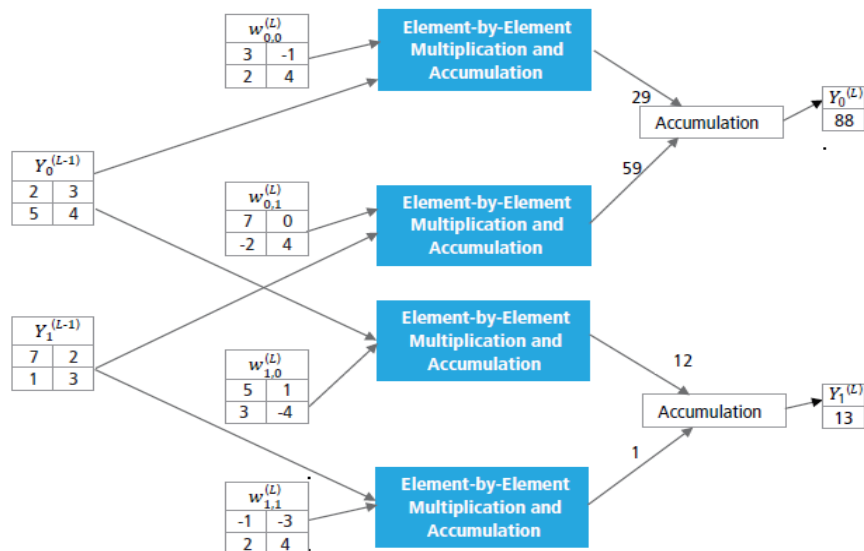 w0,0(L)
3 -1
2 4
Element-by-Element
Multiplication and
Accumulation
29
Accumulation
Y0(L)
88
.
Y0(L-1)
2 3
5 4
59
w0,1(L)
7 0
-2 4
Element-by-Element
Multiplication and
Accumulation
Y1(L-1)
7 2
1 3
w1,0(L)
5 1
3 -4
Element-by-Element
Multiplication and
Accumulation
12
Accumulation
Y1(L)
13
1
w1,1(L)
-1 -3
2 4
Element-by-Element
Multiplication and
Accumulation